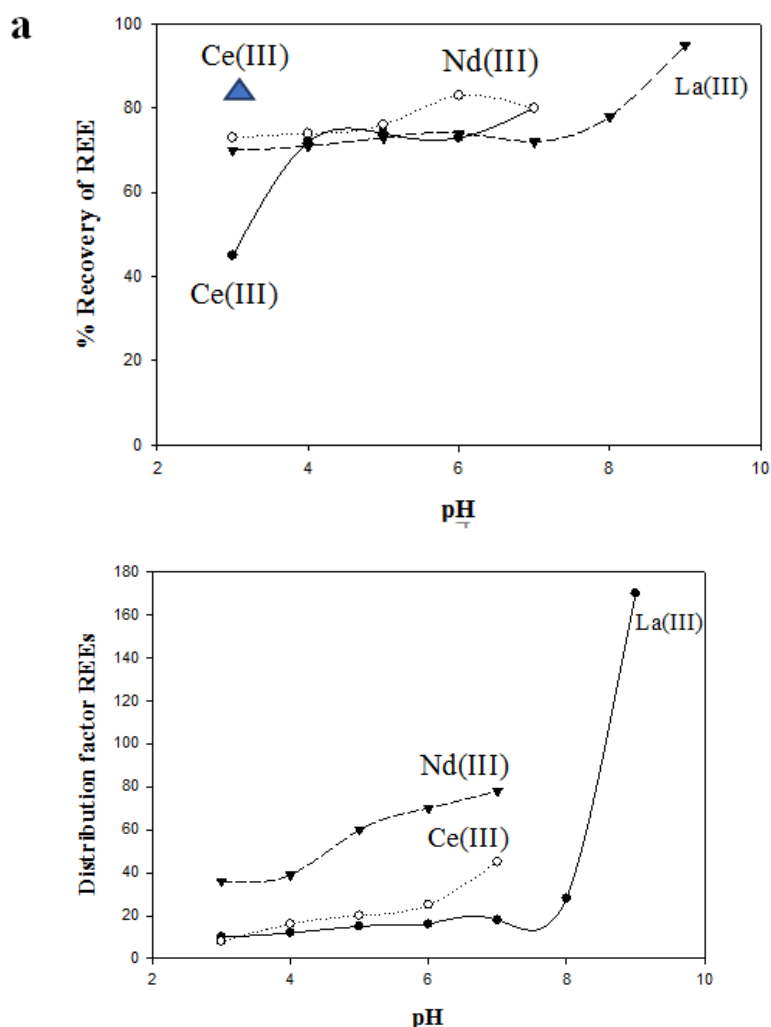 a
100
Ce(III)
Nd(III)
La(III)
80
60
40
Ce(III)
20
0
2 4 6 8 10
% Recovery of REE
pH
180
La(III)
160
140
120
100
Nd(III)
80
60
Ce(III)
40
20
0
2 4 6 8 10
Distribution factor REEs
pH